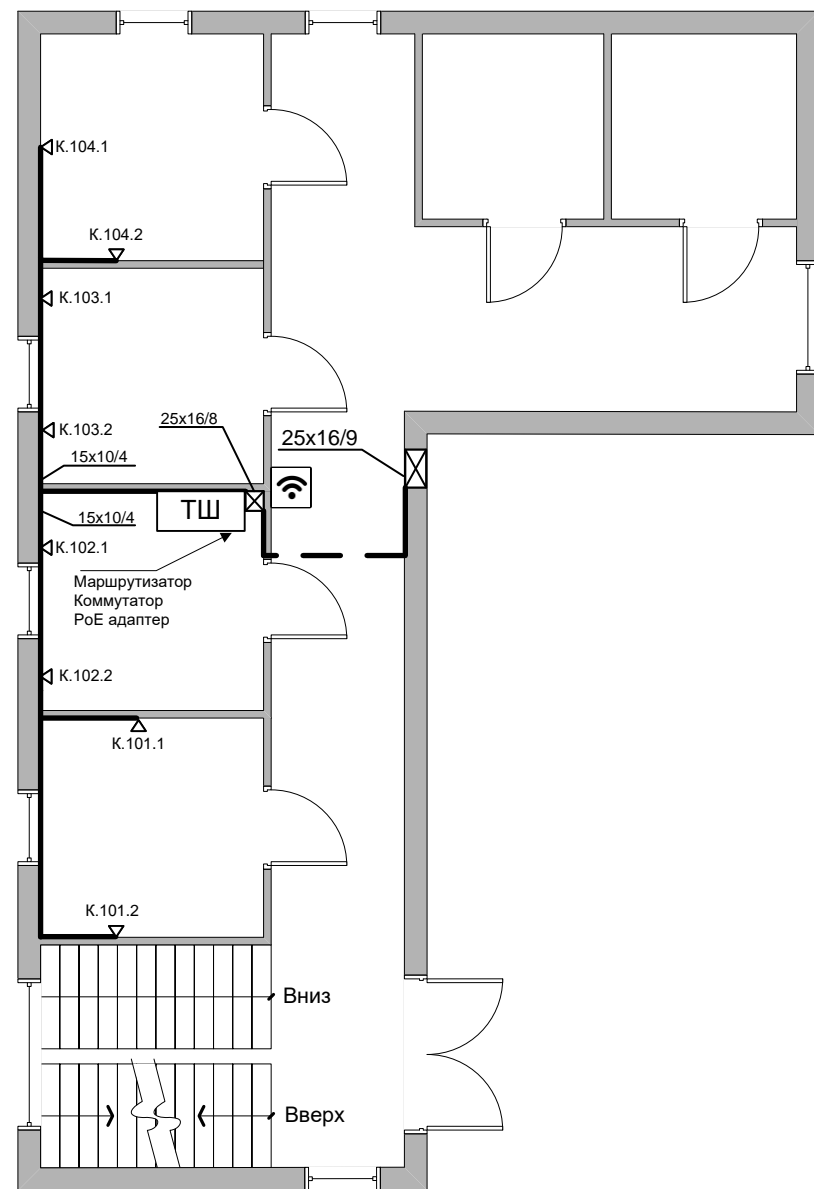 К.104.1
К.104.2
К.103.1
К.103.2
25х16/8
25х16/9
15х10/4
ТШ
15х10/4
К.102.1
Маршрутизатор
Коммутатор
PoE адаптер
К.102.2
К.101.1
К.101.2
Вниз
Вверх